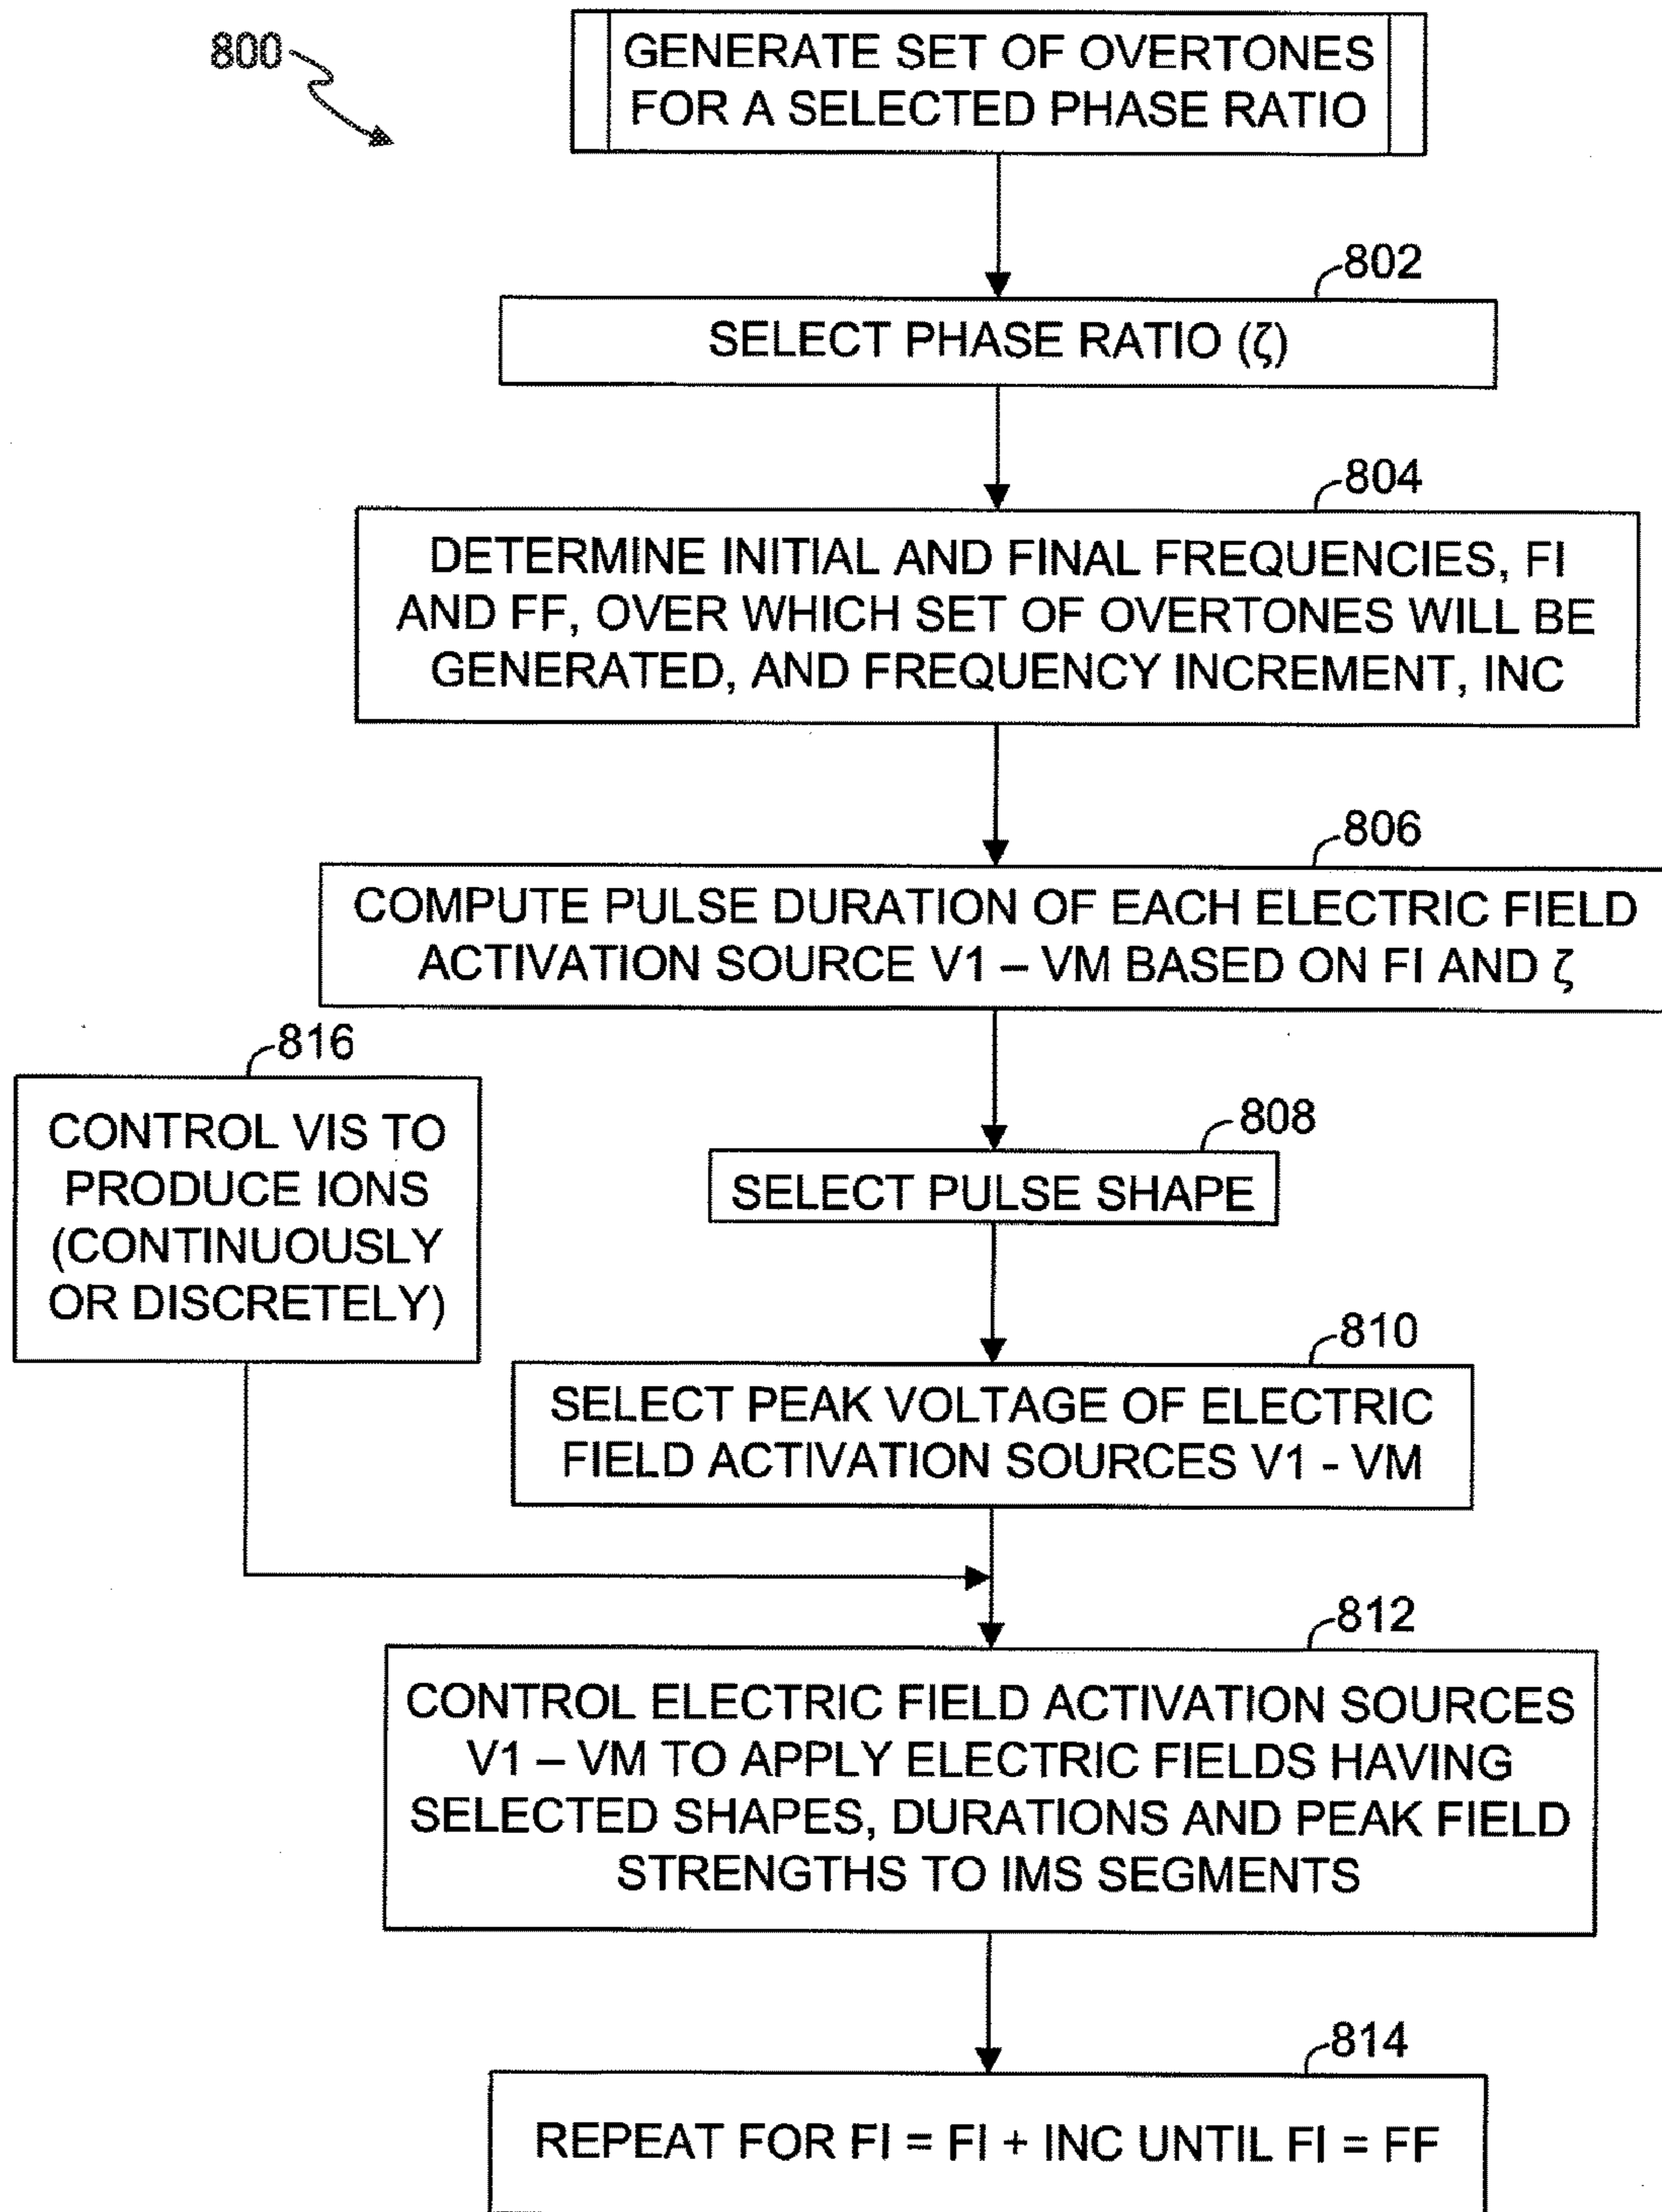 800
GENERATE SET OF OVERTONES
FOR A SELECTED PHASE RATIO
802
SELECT PHASE RATIO (ζ)
804
DETERMINE INITIAL AND FINAL FREQUENCIES, FI
AND FF, OVER WHICH SET OF OVERTONES WILL BE
GENERATED, AND FREQUENCY INCREMENT, INC
806
COMPUTE PULSE DURATION OF EACH ELECTRIC FIELD
ACTIVATION SOURCE V1 – VM BASED ON FI AND ζ
816
CONTROL VIS TO
PRODUCE IONS
(CONTINUOUSLY
OR DISCRETELY)
808
SELECT PULSE SHAPE
810
SELECT PEAK VOLTAGE OF ELECTRIC
FIELD ACTIVATION SOURCES V1 - VM
812
CONTROL ELECTRIC FIELD ACTIVATION SOURCES
V1 – VM TO APPLY ELECTRIC FIELDS HAVING
SELECTED SHAPES, DURATIONS AND PEAK FIELD
STRENGTHS TO IMS SEGMENTS
814
REPEAT FOR FI = FI + INC UNTIL FI = FF